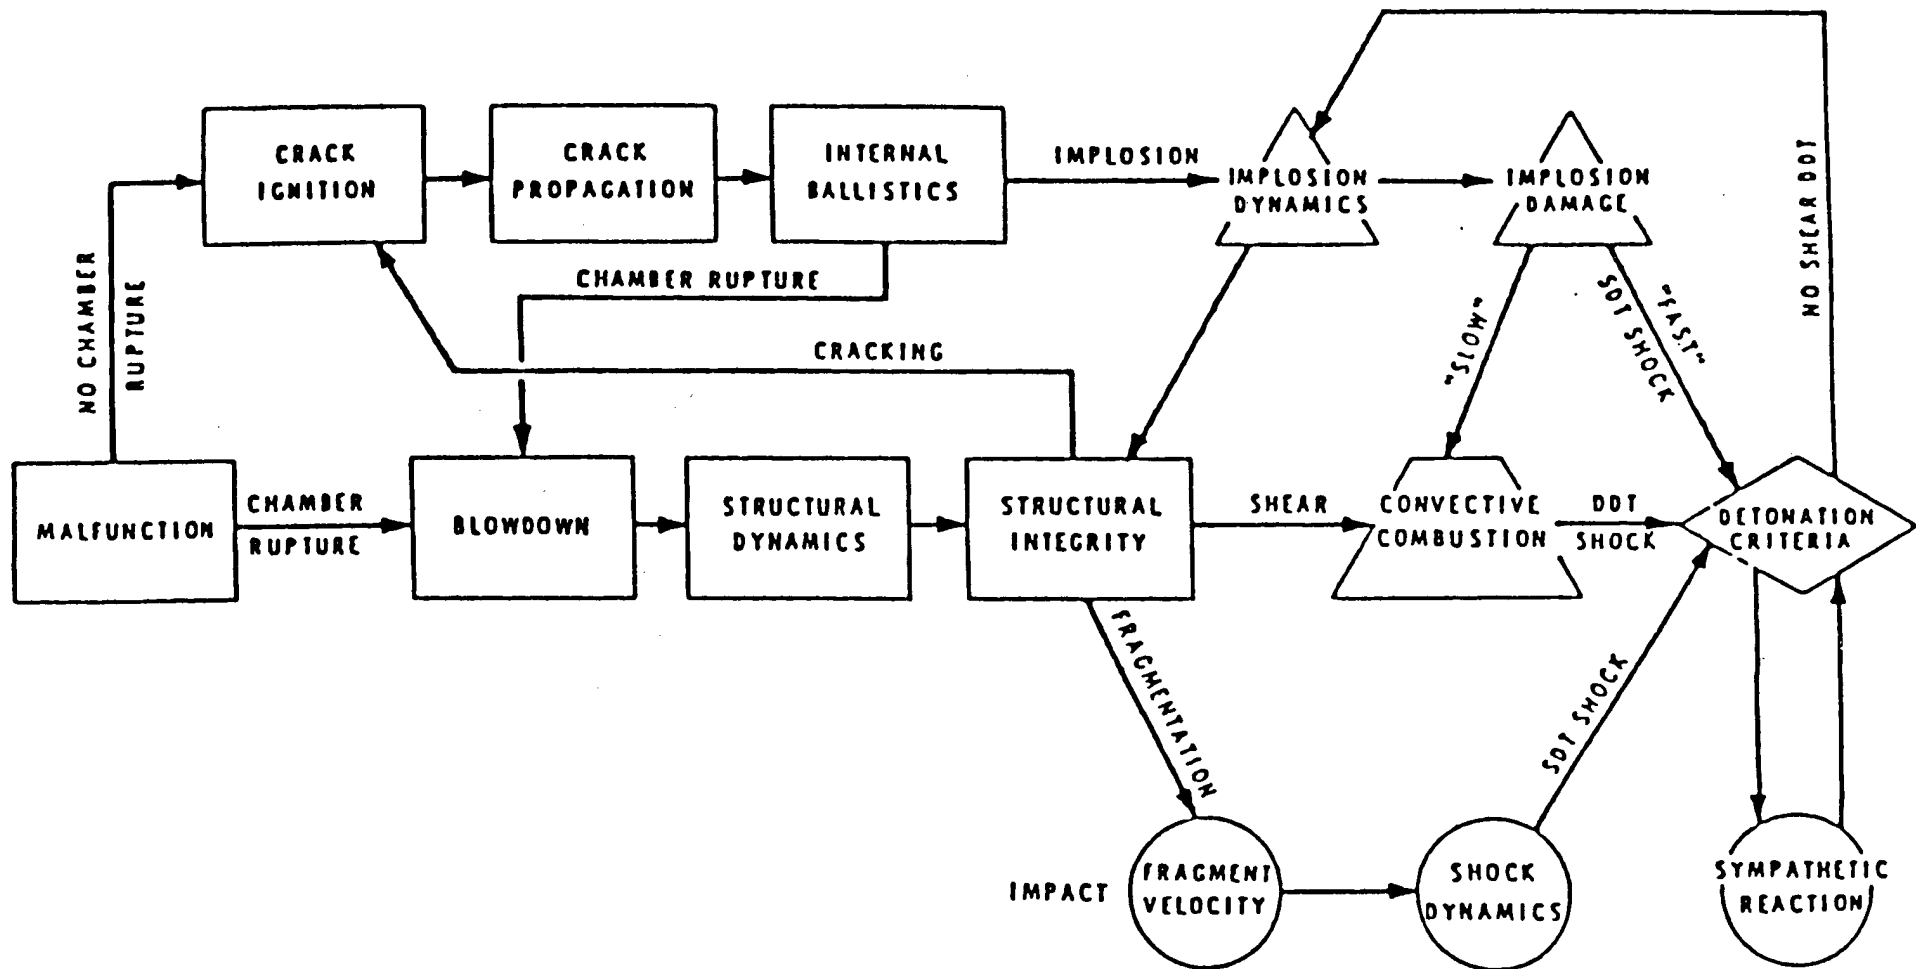 CRACK
IGNITION
CRACK
PROPAGATION
INTERNAL
BALLISTICS
IMPLOSION
IMPLOSION
DYNAMICS
IMPLOSION
DAMAGE
NO SHEAR DDT
NO CHAMBER
RUPTURE
CHAMBER RUPTURE
CRACKING
"SLOW"
"FAST"
SDT SHOCK
MALFUNCTION
CHAMBER
RUPTURE
BLOWDOWN
STRUCTURAL
DYNAMICS
STRUCTURAL
INTEGRITY
SHEAR
CONVECTIVE
COMBUSTION
DDT
SHOCK
DETONATION
CRITERIA
FRAGMENTATION
SDT SHOCK
IMPACT
FRAGMENT
VELOCITY
SHOCK
DYNAMICS
SYMPATHETIC
REACTION